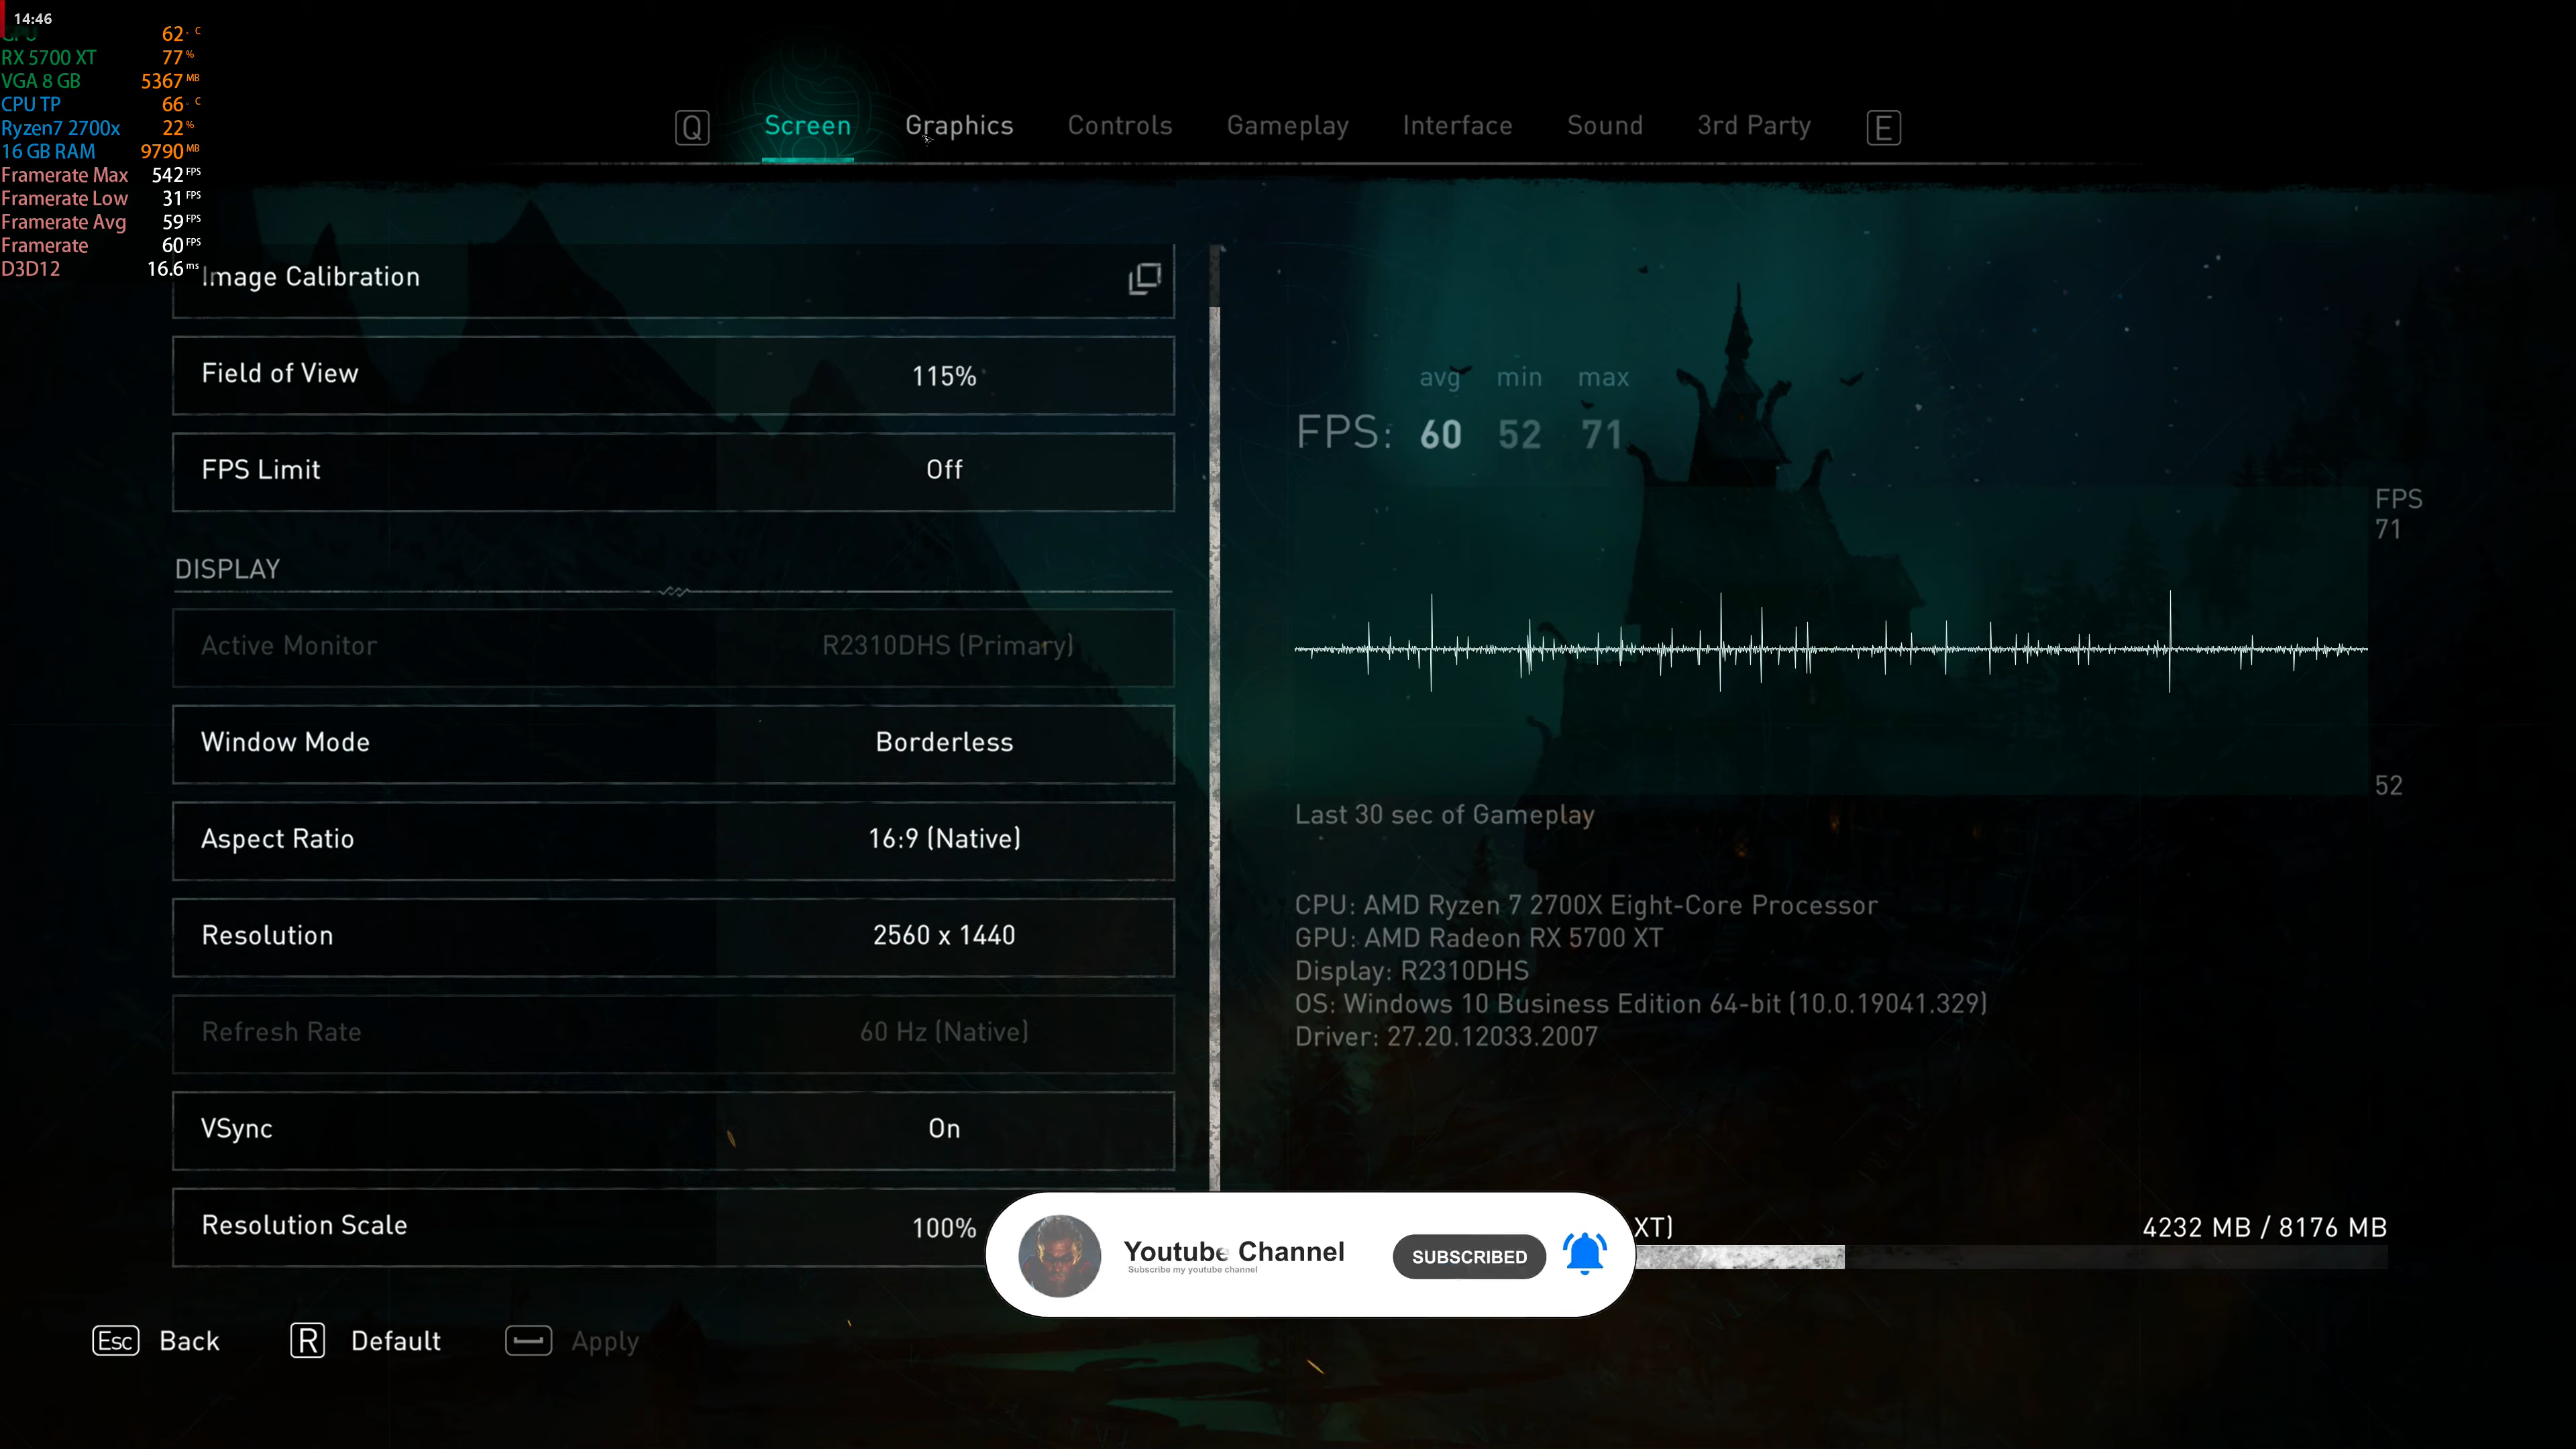 14:46
GPU 62 °C
RX 5700 XT 77 %
VGA 8 GB 5367 MB
CPU TP 66 °C
Ryzen7 2700x 22 %
16 GB RAM 9790 MB
Framerate Max 542 FPS
Framerate Low 31 FPS
Framerate Avg 59 FPS
Framerate 60 FPS
D3D12 16.6 ms
Q Screen Graphics Controls Gameplay Interface Sound 3rd Party E
Image Calibration
Field of View 115%
FPS Limit Off
DISPLAY
Active Monitor R2310DHS (Primary)
Window Mode Borderless
Aspect Ratio 16:9 (Native)
Resolution 2560 x 1440
Refresh Rate 60 Hz (Native)
VSync On
Resolution Scale 100%
avg min max
FPS: 60 52 71
FPS
71
52
Last 30 sec of Gameplay
CPU: AMD Ryzen 7 2700X Eight-Core Processor
GPU: AMD Radeon RX 5700 XT
Display: R2310DHS
OS: Windows 10 Business Edition 64-bit (10.0.19041.329)
Driver: 27.20.12033.2007
XT) 4232 MB / 8176 MB
Youtube Channel
Subscribe my youtube channel
SUBSCRIBED
Esc Back R Default Apply